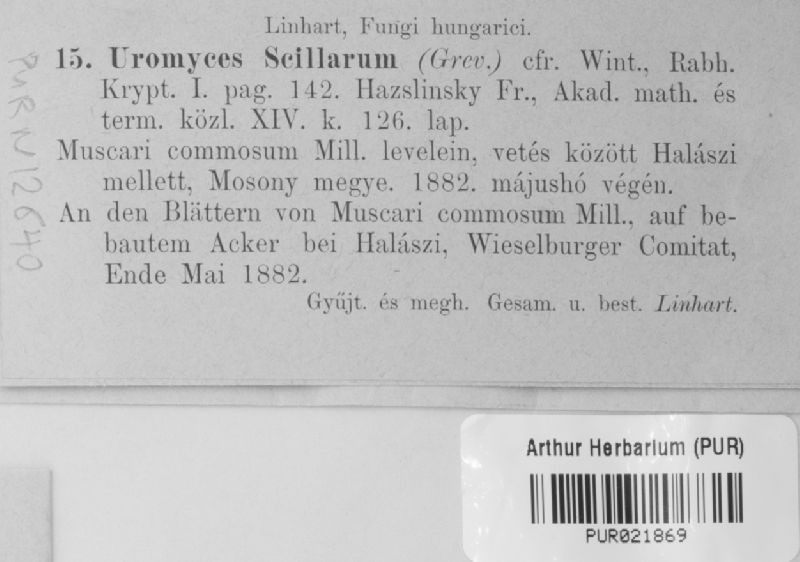 Linhart, Fungi hungarici.
15. Uromyces Scillarum (Grev.) cfr. Wint., Rabh.
Krypt. I. pag. 142. Hazslinsky Fr., Akad. math. és
term. közl. XIV. k. 126. lap.
Muscari commosum Mill. levelein, vetés között Halászi
mellett, Mosony megye. 1882. májushó végén.
An den Blättern von Muscari commosum Mill., auf be-
bautem Acker bei Halászi, Wieselburger Comitat,
Ende Mai 1882.
Gyűjt. és megh. Gesam. u. best. Linhart.
PUR N12640
Arthur Herbarium (PUR)
PUR021869